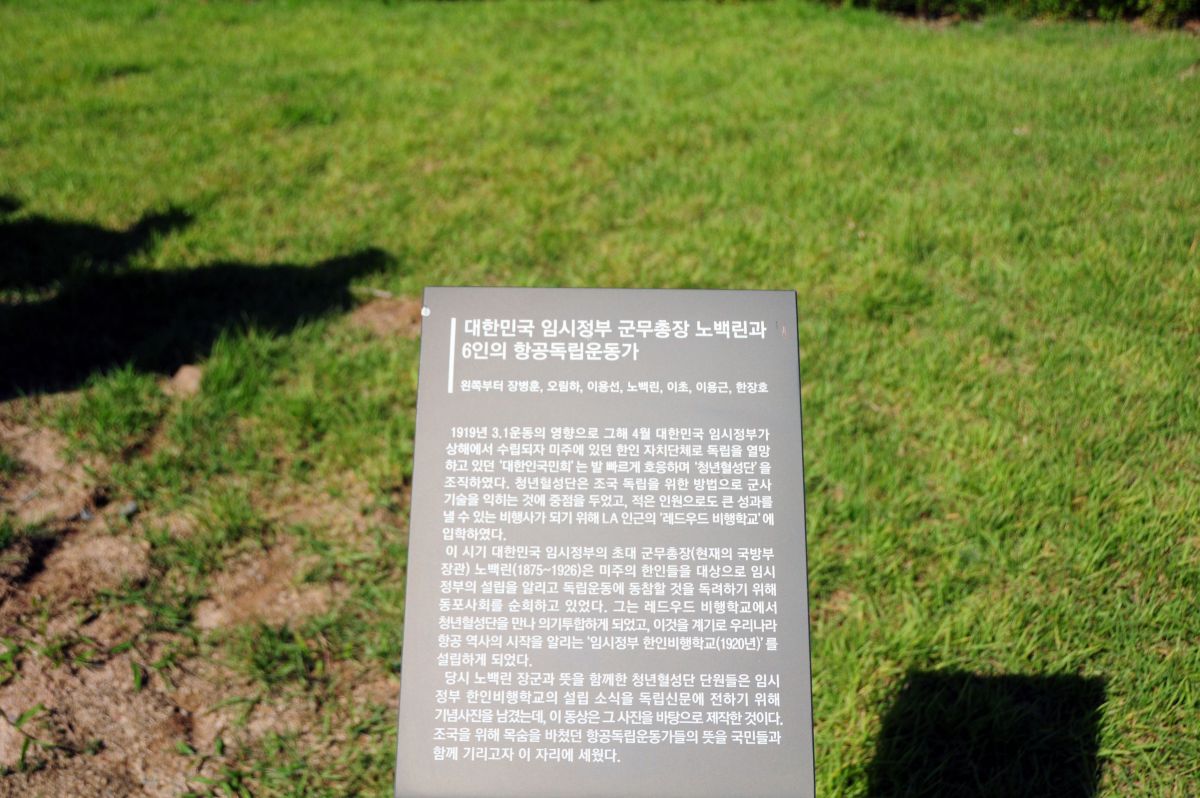 대한민국 임시정부 군무총장 노백린과
6인의 항공독립운동가
왼쪽부터 장병훈, 오림하, 이용선, 노백린, 이초, 이용근, 한장호
1919년 3.1운동의 영향으로 그해 4월 대한민국 임시정부가
상해에서 수립되자 미주에 있던 한인 자치단체로 독립을 열망
하고 있던 '대한인국민회'는 발 빠르게 호응하며 '청년혈성단'을
조직하였다. 청년혈성단은 조국 독립을 위한 방법으로 군사
기술을 익히는 것에 중점을 두었고, 적은 인원으로도 큰 성과를
낼 수 있는 비행사가 되기 위해 LA 인근의 '레드우드 비행학교'에
입학하였다.
이 시기 대한민국 임시정부의 초대 군무총장(현재의 국방부
장관) 노백린(1875~1926)은 미주의 한인들을 대상으로 임시
정부의 설립을 알리고 독립운동에 동참할 것을 독려하기 위해
동포사회를 순회하고 있었다. 그는 레드우드 비행학교에서
청년혈성단을 만나 의기투합하게 되었고, 이것을 계기로 우리나라
항공 역사의 시작을 알리는 '임시정부 한인비행학교(1920년)'를
설립하게 되었다.
당시 노백린 장군과 뜻을 함께한 청년혈성단 단원들은 임시
정부 한인비행학교의 설립 소식을 독립신문에 전하기 위해
기념사진을 남겼는데, 이 동상은 그 사진을 바탕으로 제작한 것이다.
조국을 위해 목숨을 바쳤던 항공독립운동가들의 뜻을 국민들과
함께 기리고자 이 자리에 세웠다.